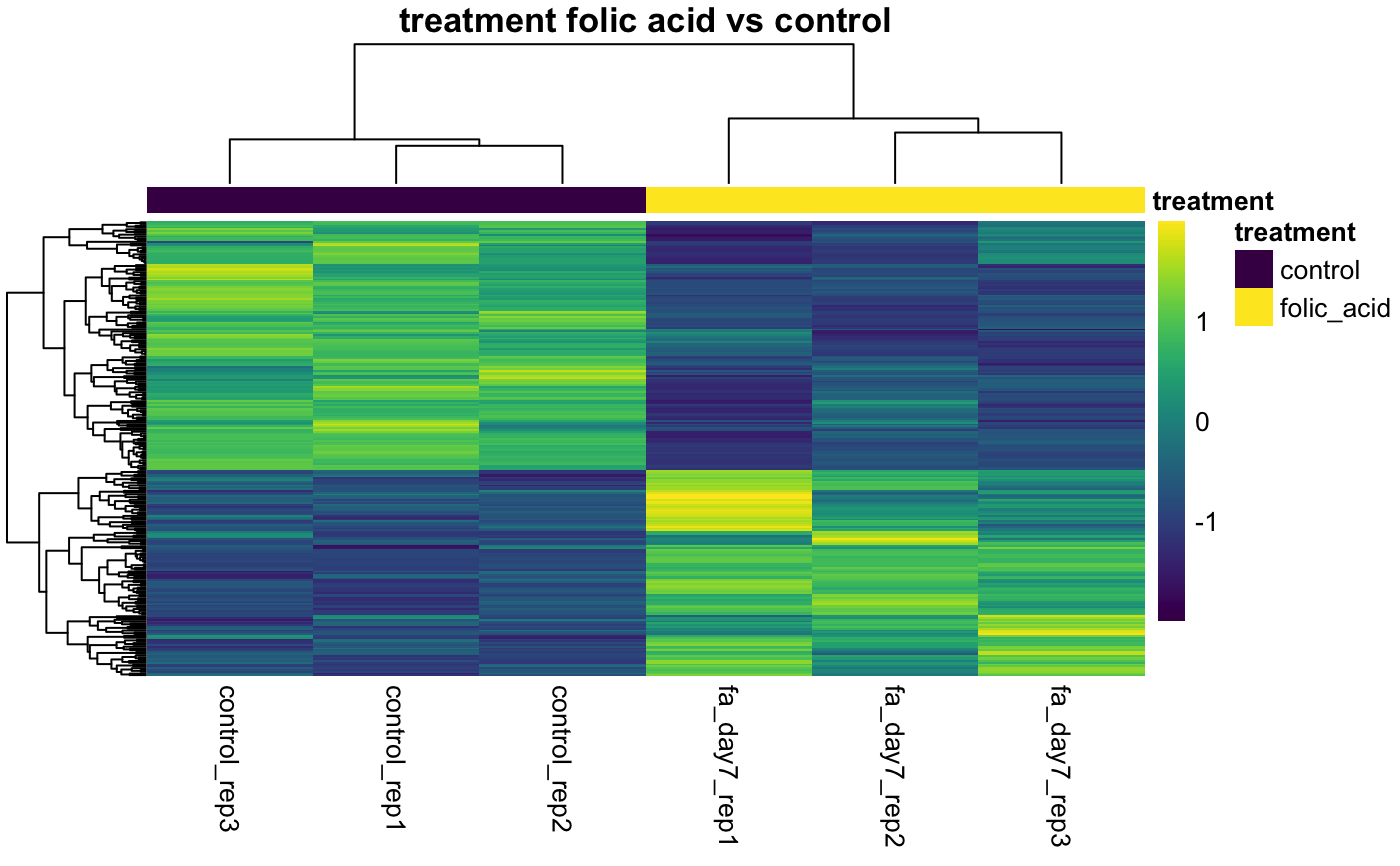 treatment folic acid vs control
treatment
treatment
control
folic_acid
1
0
-1
control_rep3
control_rep1
control_rep2
fa_day7_rep1
fa_day7_rep2
fa_day7_rep3